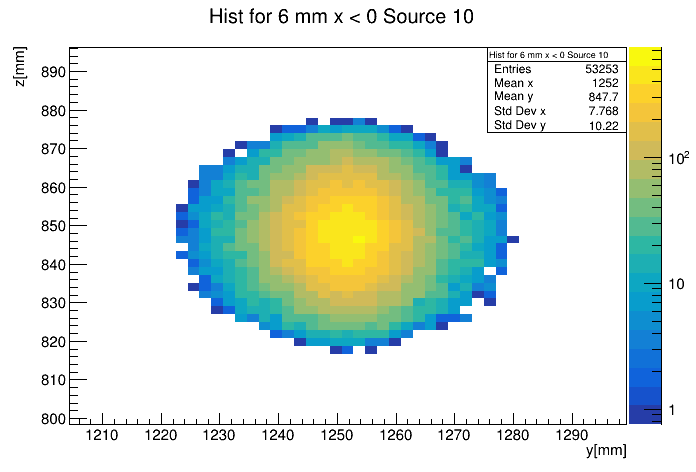 Hist for 6 mm x < 0 Source 10
z[mm]
Hist for 6 mm x < 0 Source 10
Entries 53253
Mean x 1252
Mean y 847.7
Std Dev x 7.768
Std Dev y 10.22
890
880
870
860
850
840
830
820
810
800
10²
10
1
1210 1220 1230 1240 1250 1260 1270 1280 1290
y[mm]